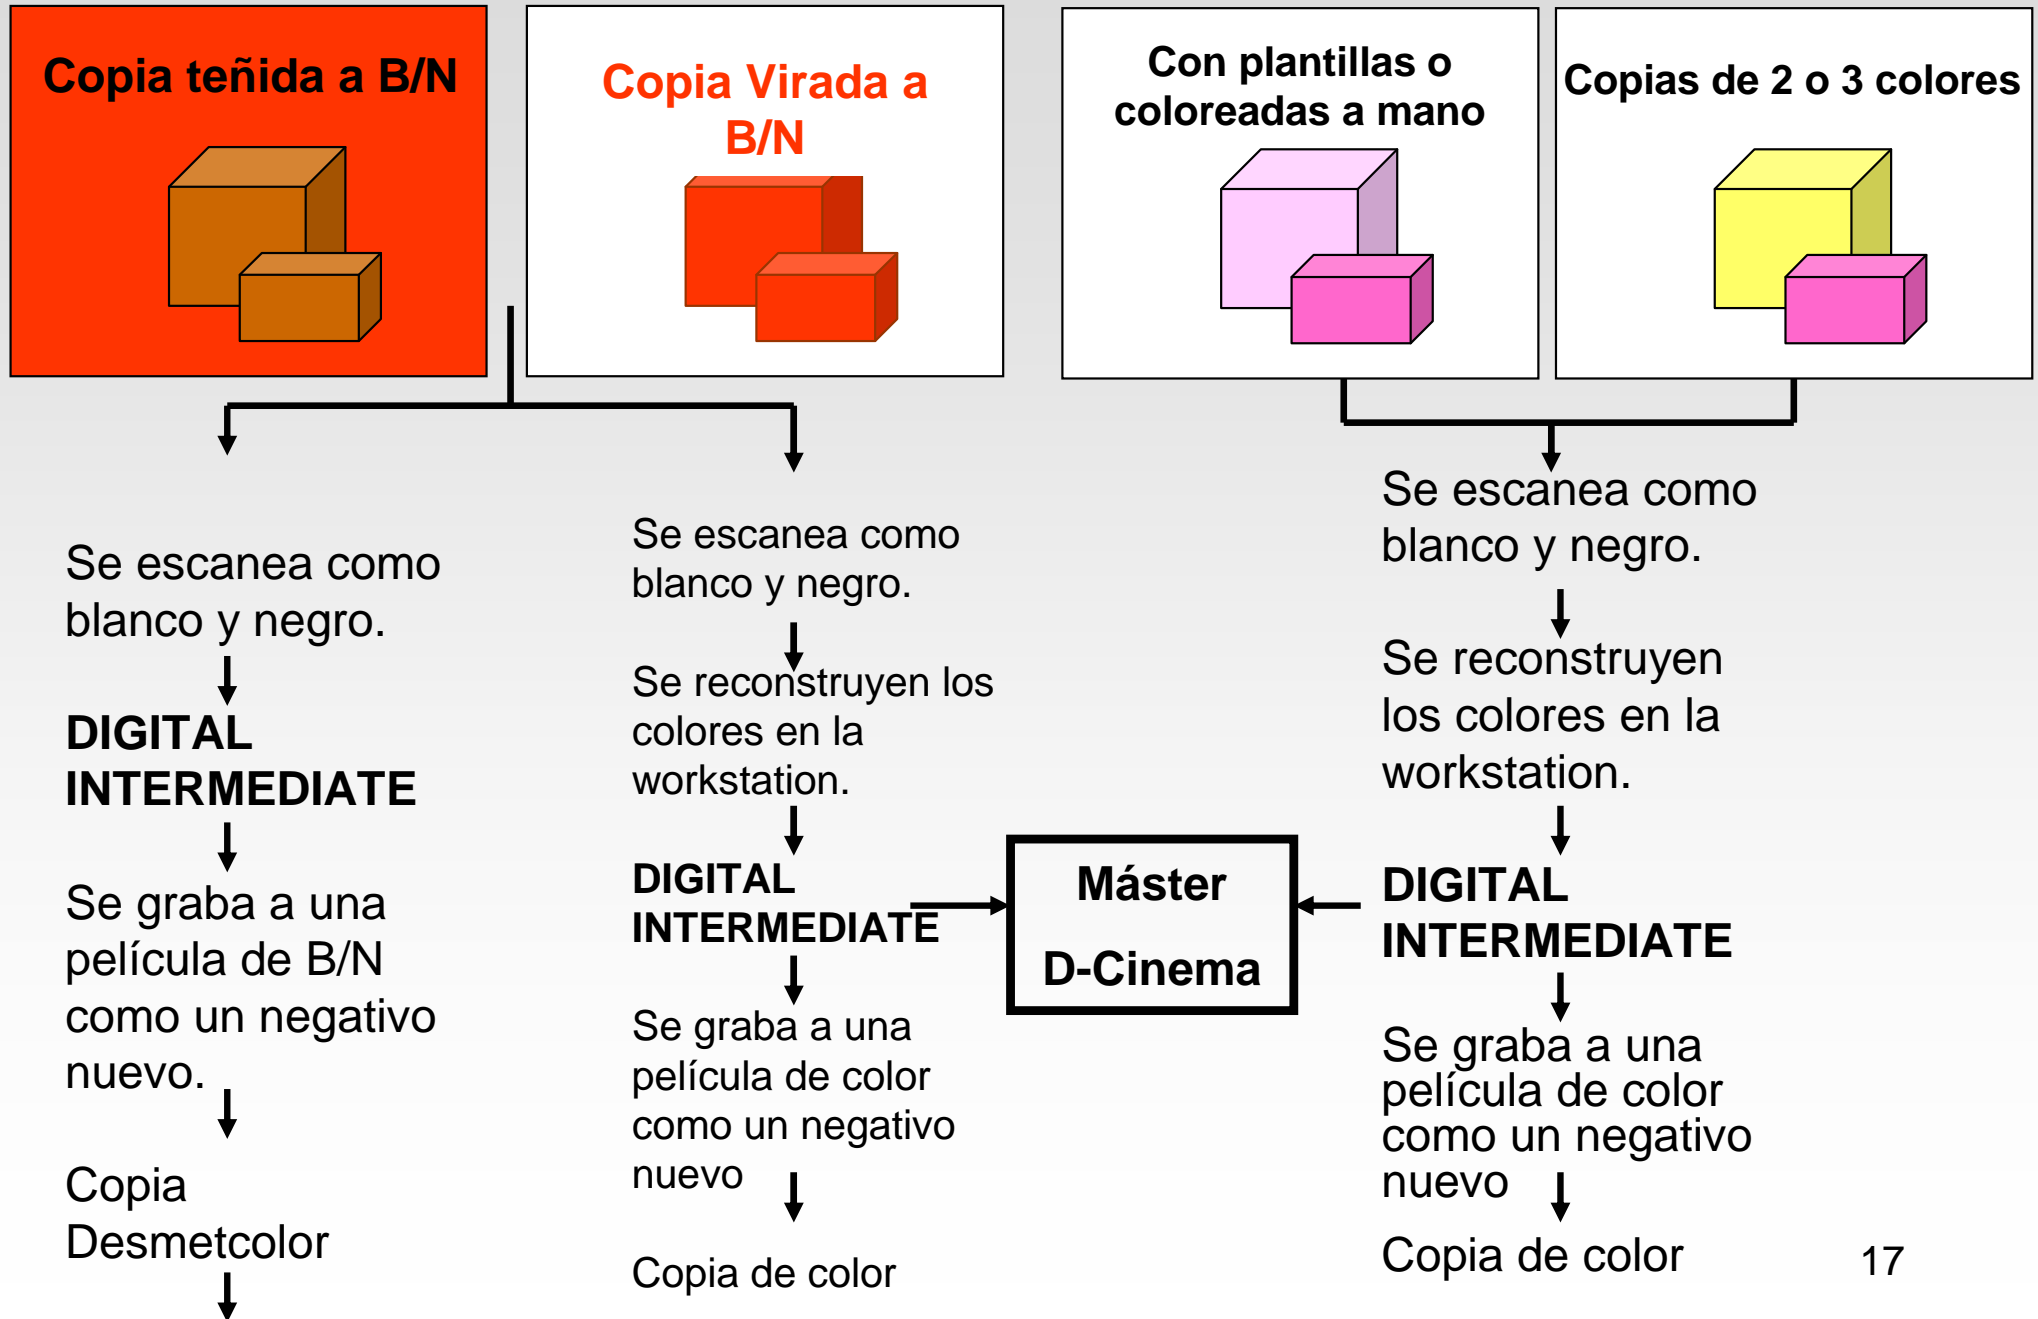 Copia teñida a B/N
Copia Virada a
B/N
Con plantillas o
coloreadas a mano
Copias de 2 o 3 colores
Se escanea como
blanco y negro.
DIGITAL
INTERMEDIATE
Se graba a una
película de B/N
como un negativo
nuevo.
Copia
Desmetcolor
Se escanea como
blanco y negro.
Se reconstruyen los
colores en la
workstation.
DIGITAL
INTERMEDIATE
Se graba a una
película de color
como un negativo
nuevo
Copia de color
Máster
D-Cinema
Se escanea como
blanco y negro.
Se reconstruyen
los colores en la
workstation.
DIGITAL
INTERMEDIATE
Se graba a una
película de color
como un negativo
nuevo
Copia de color
17